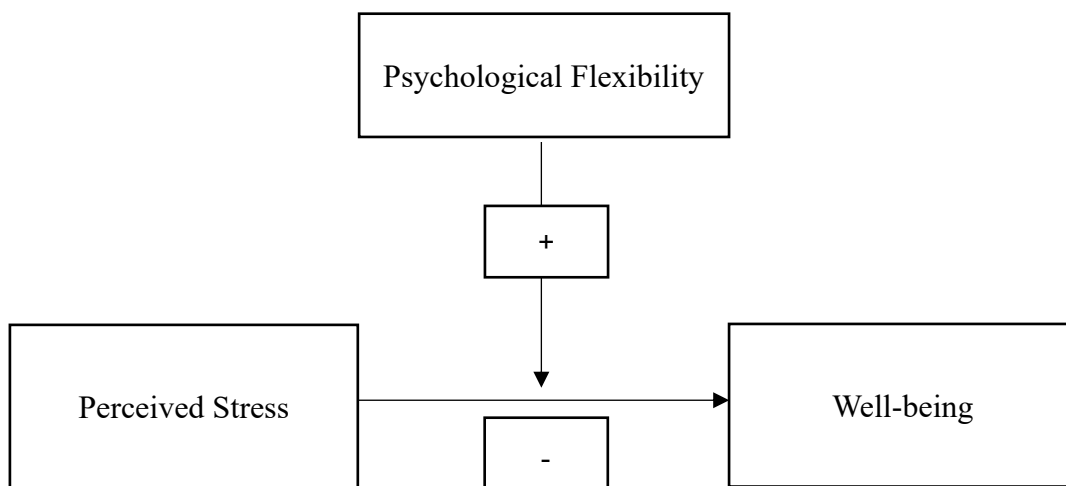 Psychological Flexibility
+
Perceived Stress
Well-being
-